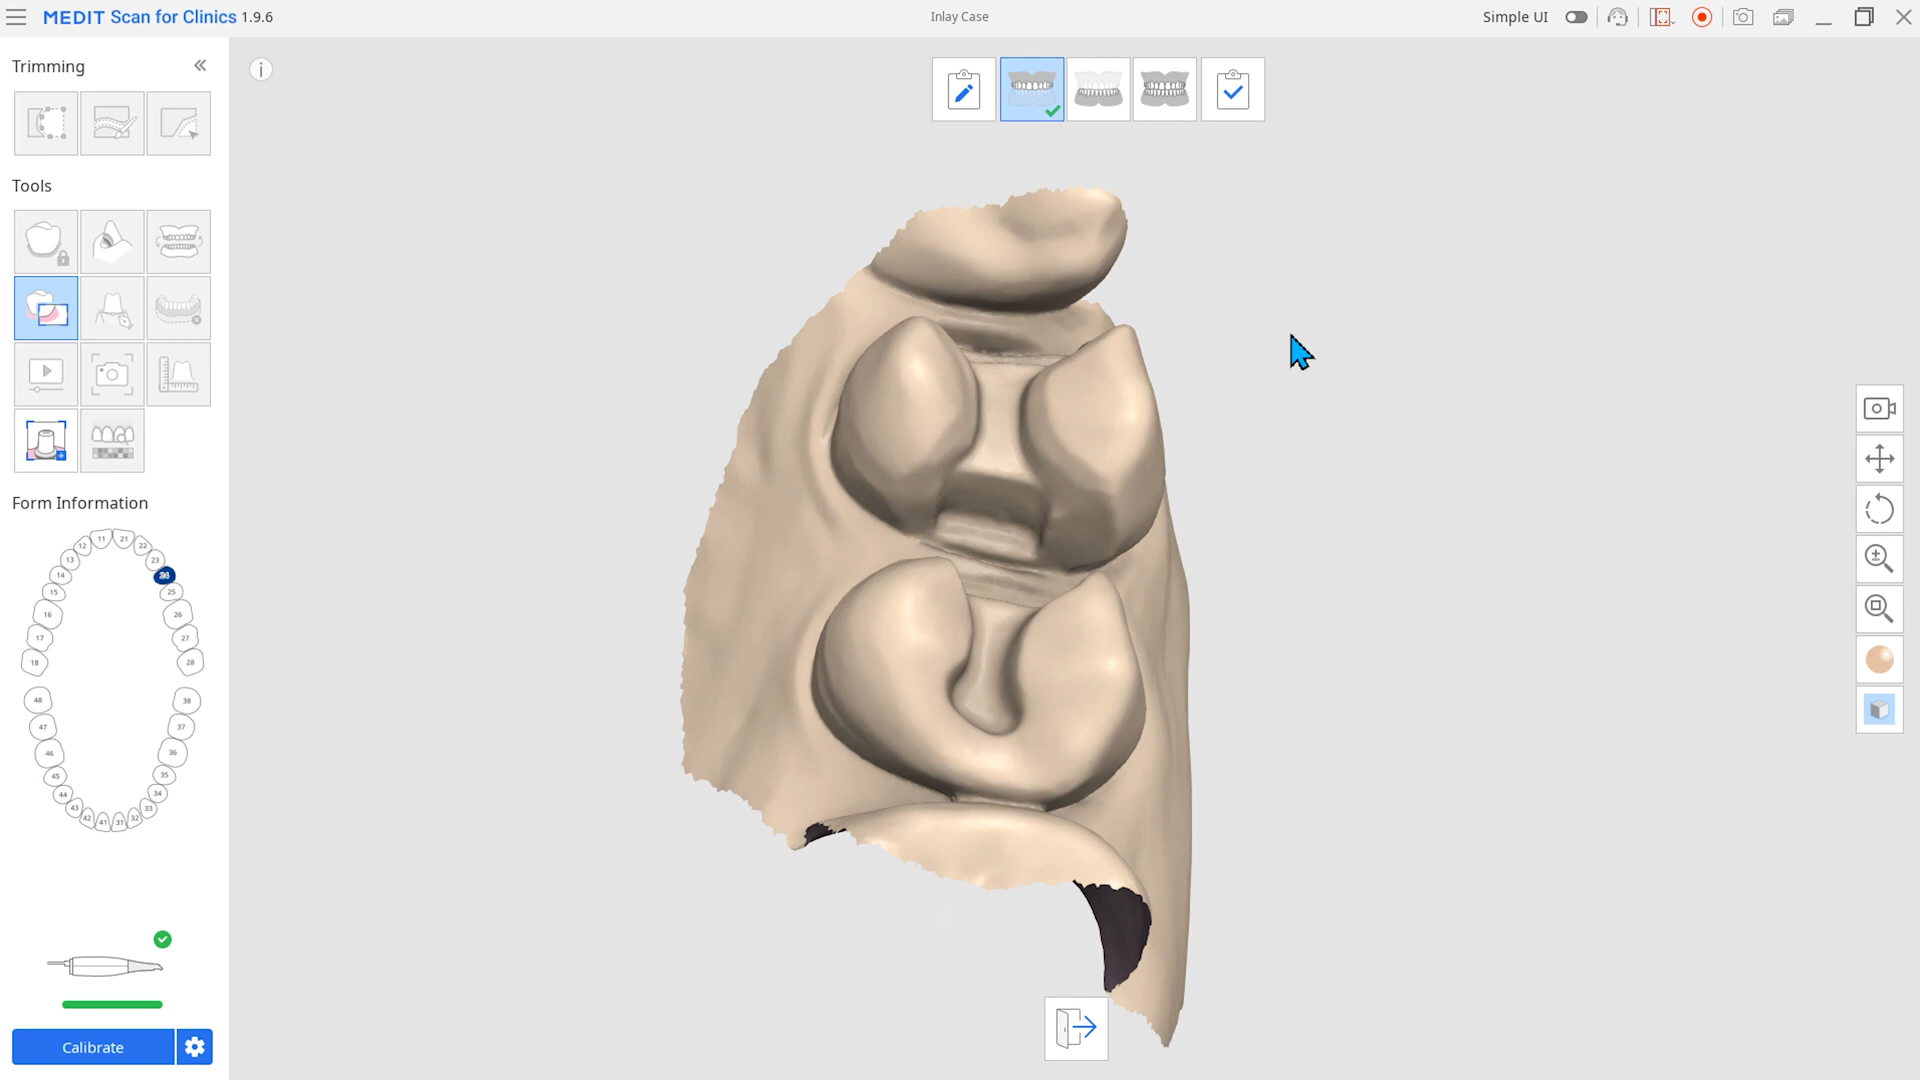 MEDIT Scan for Clinics 1.9.6
Inlay Case
Simple UI
Trimming
Tools
Form Information
11 21
12 22
13 23
14 24
15 25
16 26
17 27
18 28
48 38
47 37
46 36
45 35
44 34
43 33
42 41 31 32
Calibrate